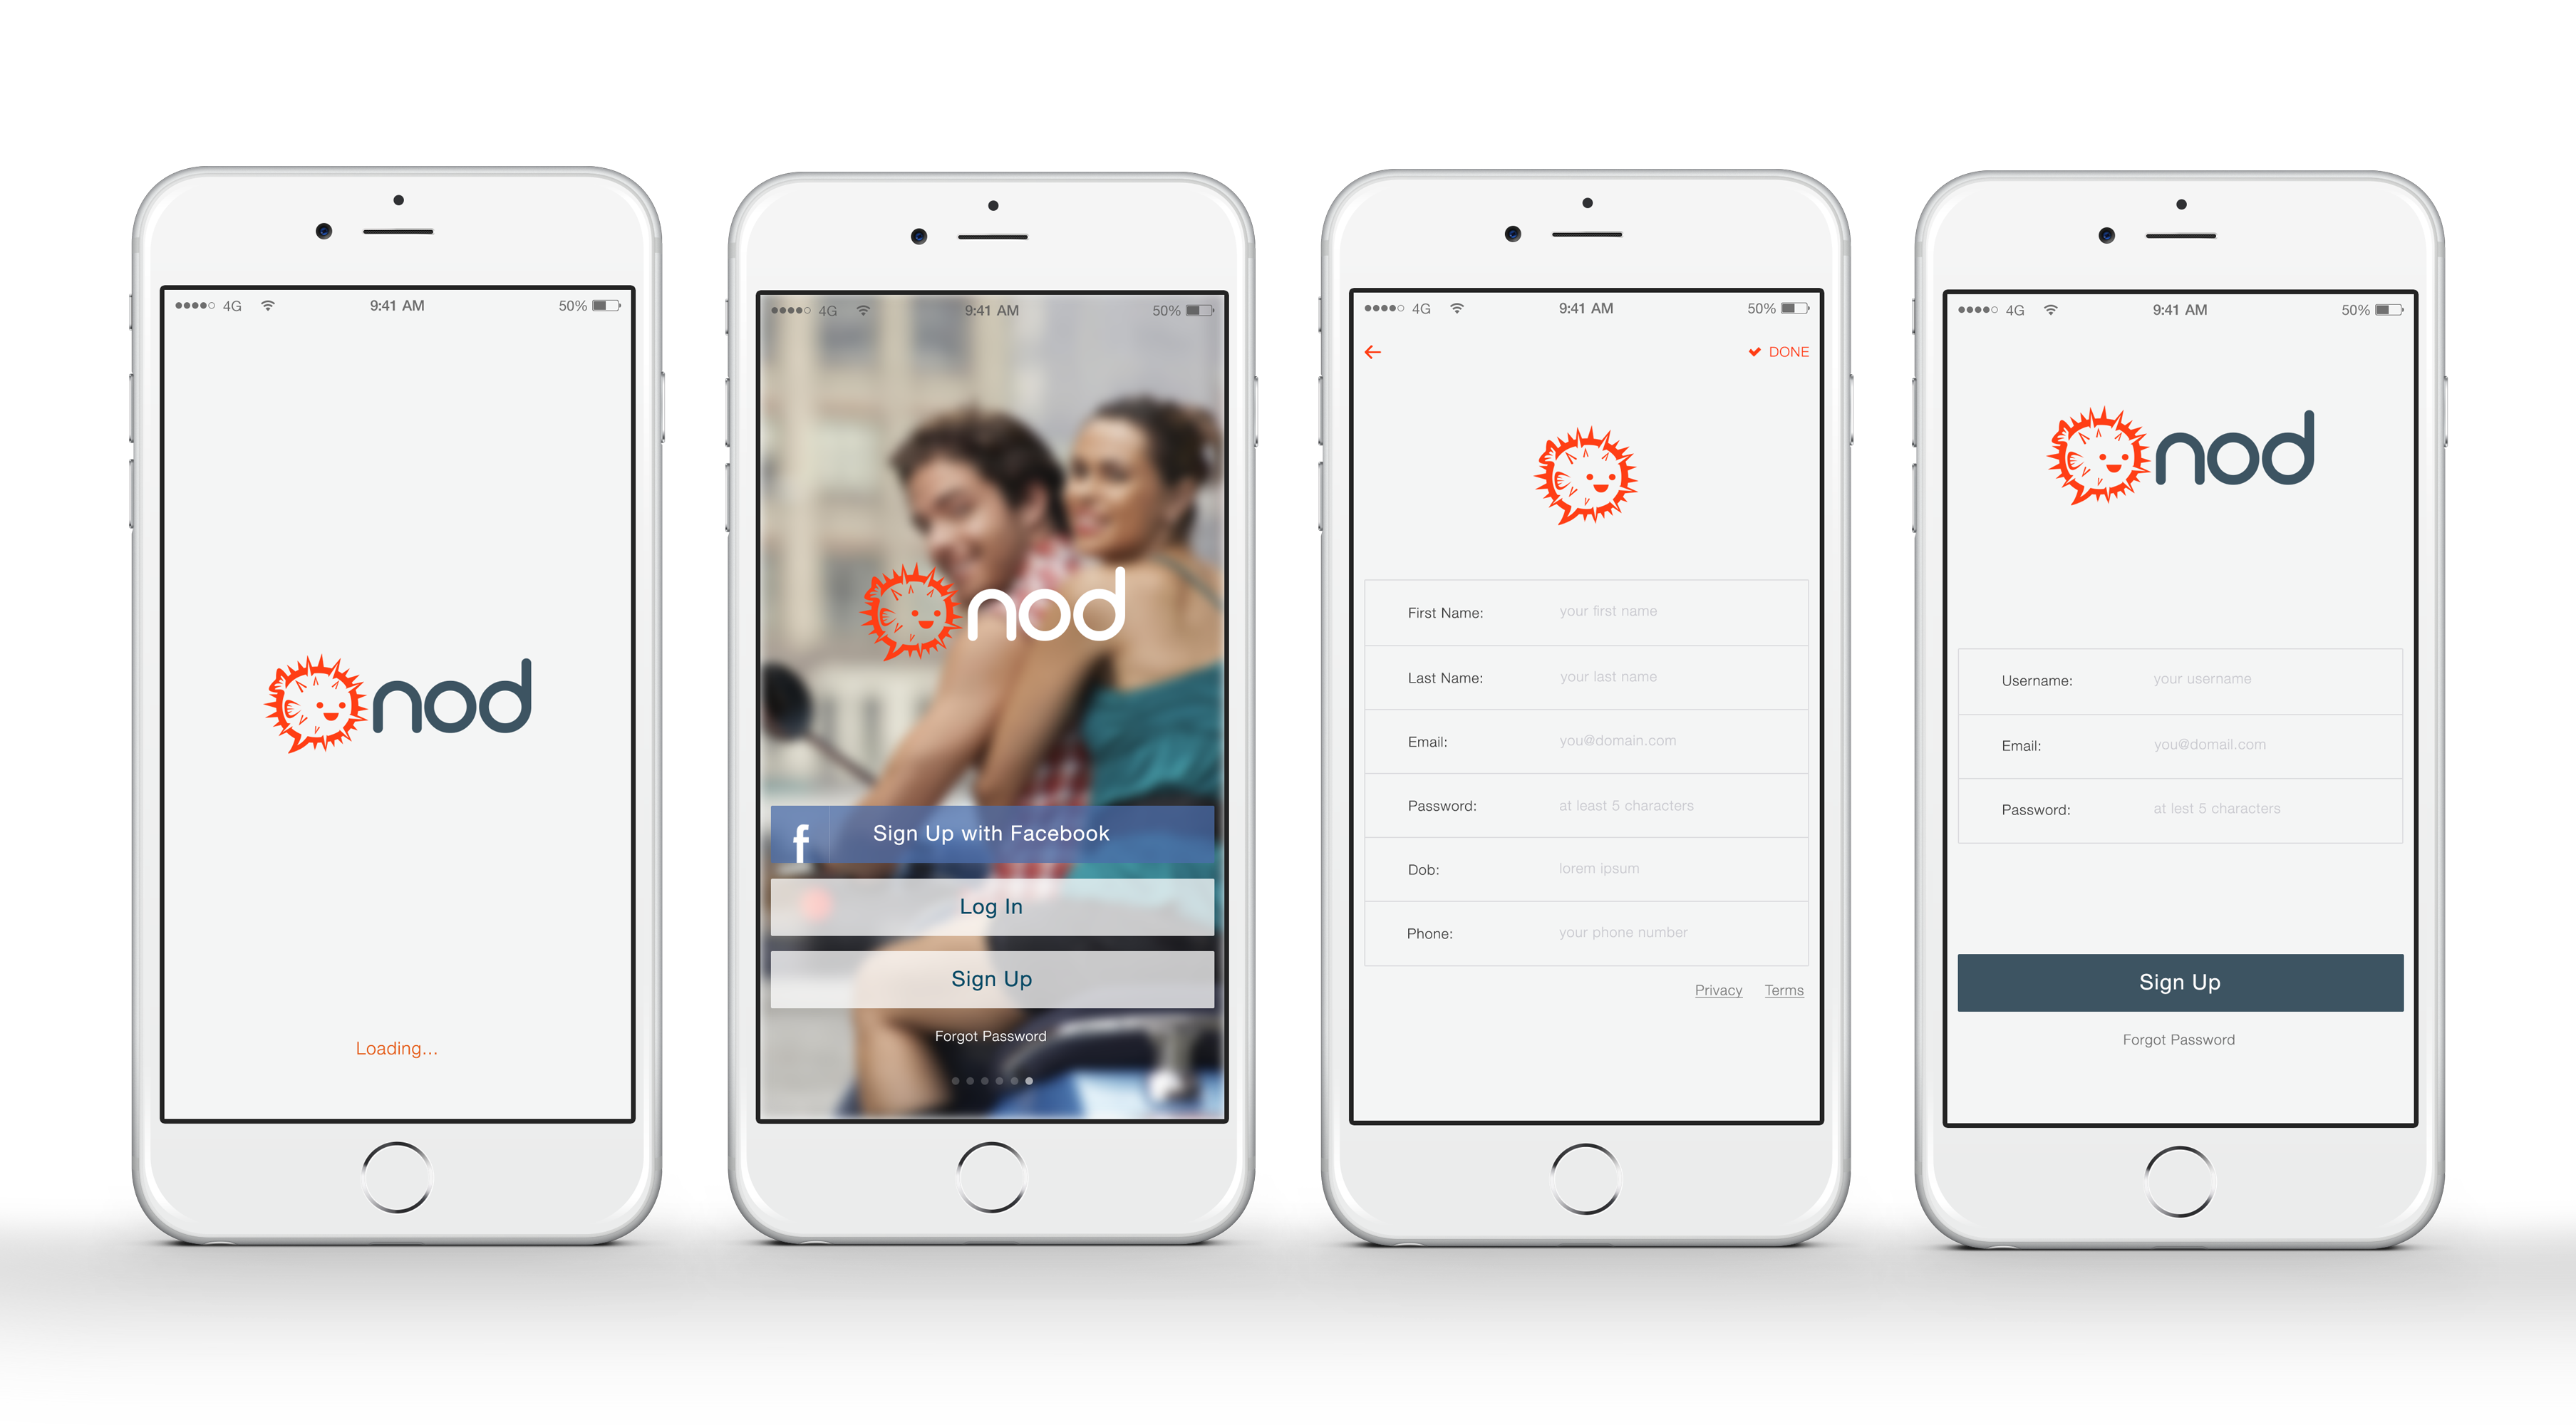 4G 9:41 AM 50%
nod
Loading...
4G 9:41 AM 50%
nod
f Sign Up with Facebook
Log In
Sign Up
Forgot Password
4G 9:41 AM 50%
DONE
First Name: your first name
Last Name: your last name
Email: you@domain.com
Password: at least 5 characters
Dob: lorem ipsum
Phone: your phone number
Privacy Terms
4G 9:41 AM 50%
nod
Username: your username
Email: you@domail.com
Password: at lest 5 characters
Sign Up
Forgot Password